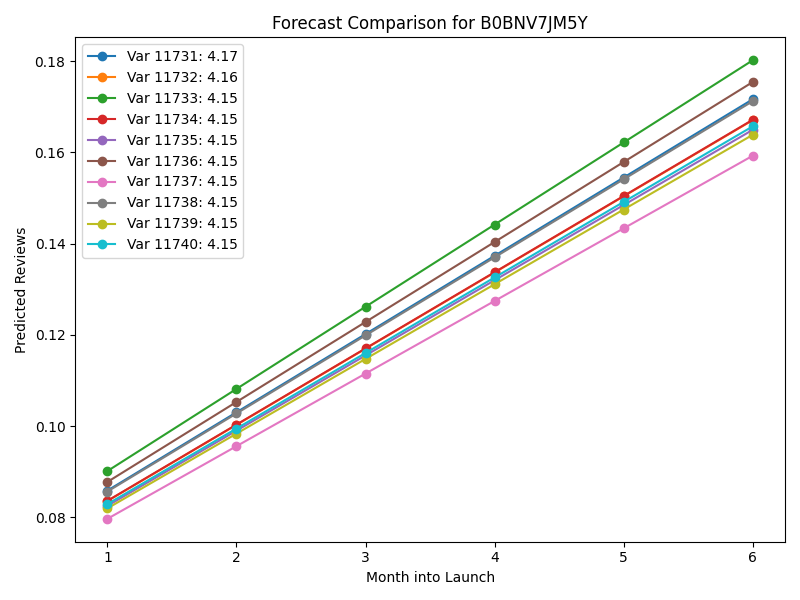 Forecast Comparison for B0BNV7JM5Y
Var 11731: 4.17
Var 11732: 4.16
Var 11733: 4.15
Var 11734: 4.15
Var 11735: 4.15
Var 11736: 4.15
Var 11737: 4.15
Var 11738: 4.15
Var 11739: 4.15
Var 11740: 4.15
Predicted Reviews
0.18
0.16
0.14
0.12
0.10
0.08
1 2 3 4 5 6
Month into Launch